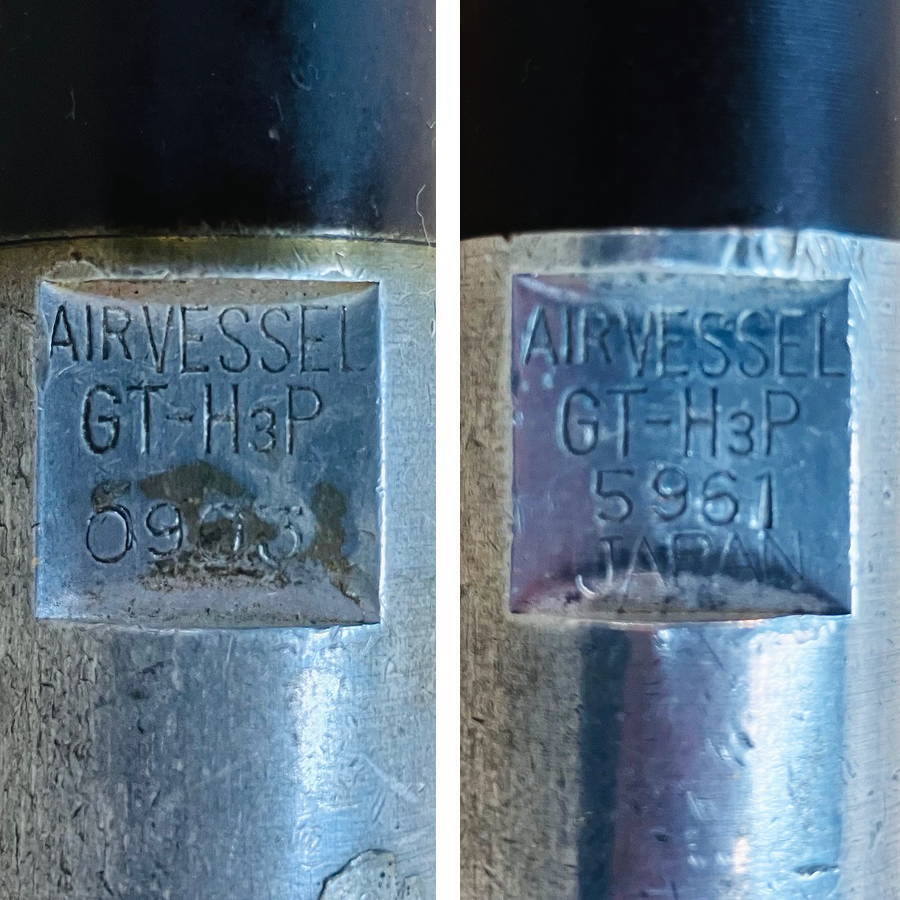 AIRVESSEL
GT-H3P
AIRVESSEL
GT-H3P
5961
JAPAN